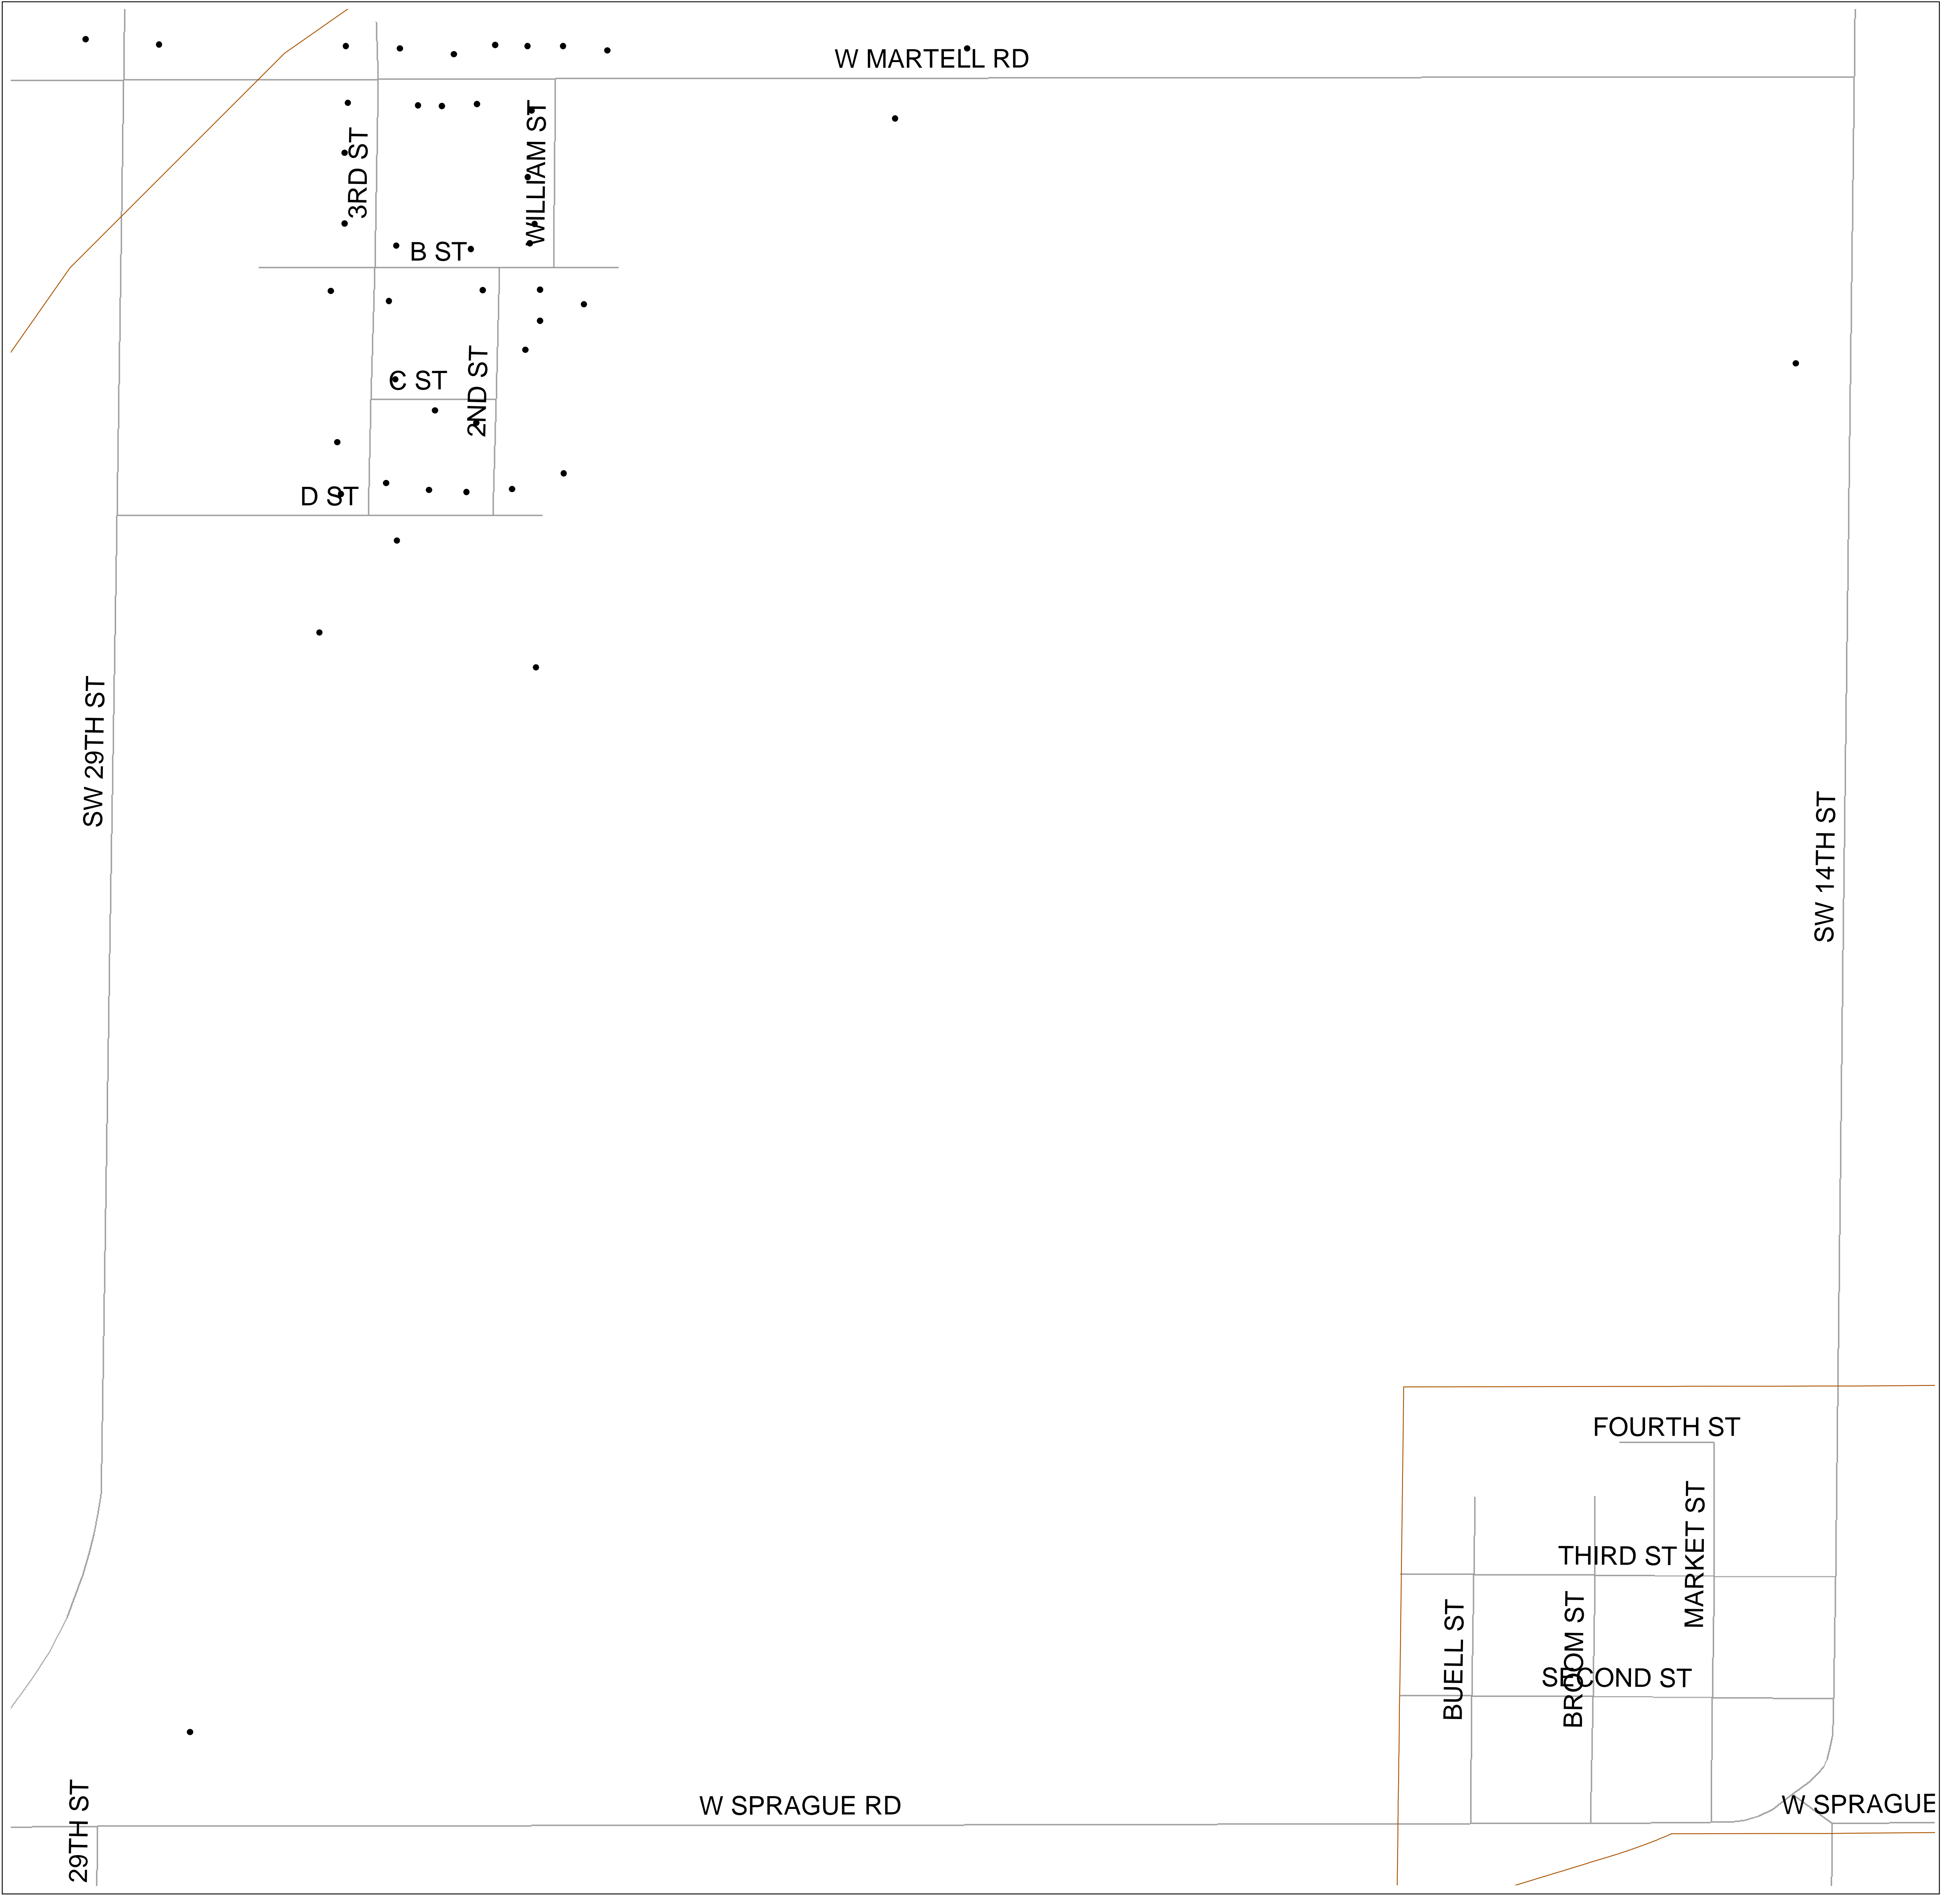 W MARTELL RD
3RD ST
WILLIAM ST
B ST
C ST
2ND ST
D ST
SW 29TH ST
SW 14TH ST
FOURTH ST
MARKET ST
THIRD ST
BUELL ST
BROOM ST
SECOND ST
29TH ST
W SPRAGUE RD
W SPRAGUE